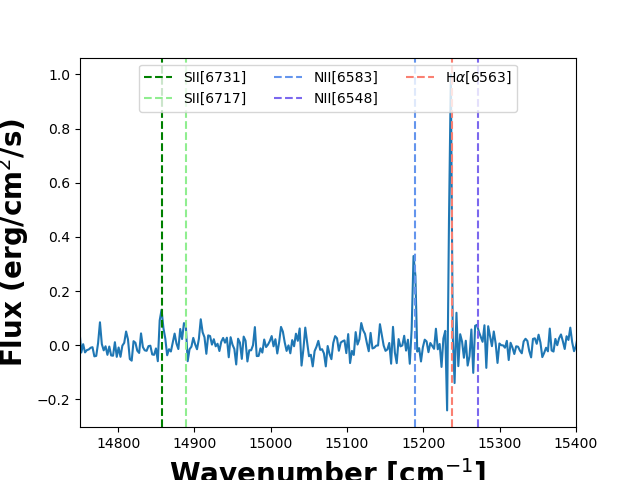 SII[6731]
SII[6717]
NII[6583]
NII[6548]
Hα[6563]
1.0
0.8
0.6
0.4
0.2
0.0
−0.2
Flux (erg/cm²/s)
14800 14900 15000 15100 15200 15300 15400
Wavenumber [cm⁻¹]